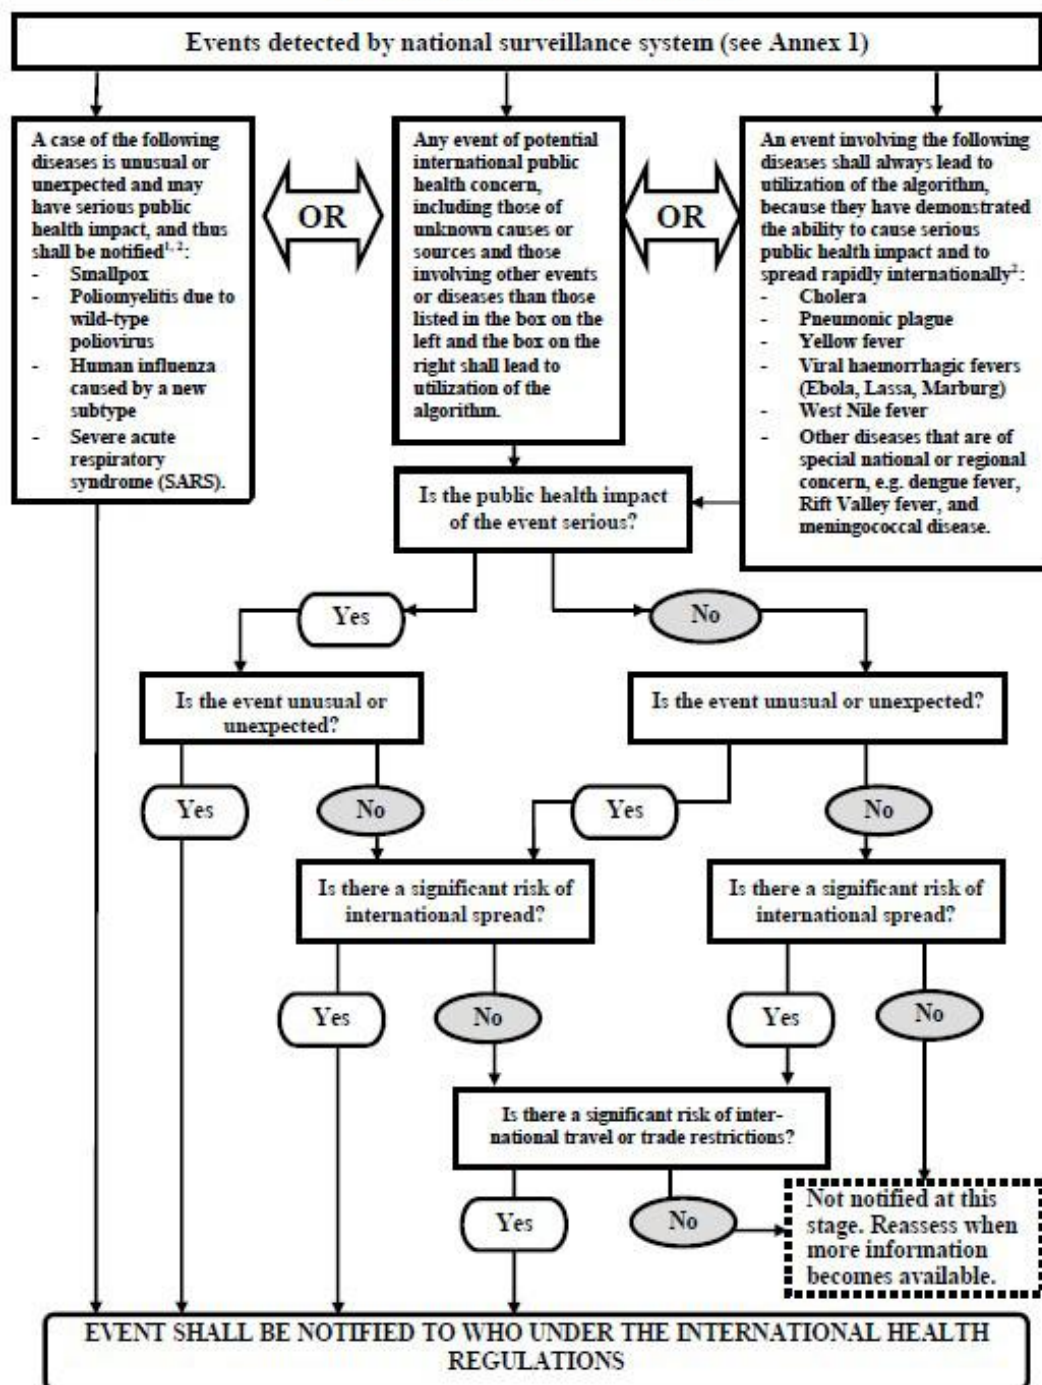 Events detected by national surveillance system (see Annex 1)
A case of the following
diseases is unusual or
unexpected and may
have serious public
health impact, and thus
shall be notified1, 2:
- Smallpox
- Poliomyelitis due to
wild-type
poliovirus
- Human influenza
caused by a new
subtype
- Severe acute
respiratory
syndrome (SARS).
OR
Any event of potential
international public
health concern,
including those of
unknown causes or
sources and those
involving other events
or diseases than those
listed in the box on the
left and the box on the
right shall lead to
utilization of the
algorithm.
OR
An event involving the following
diseases shall always lead to
utilization of the algorithm,
because they have demonstrated
the ability to cause serious
public health impact and to
spread rapidly internationally2:
- Cholera
- Pneumonic plague
- Yellow fever
- Viral haemorrhagic fevers
(Ebola, Lassa, Marburg)
- West Nile fever
- Other diseases that are of
special national or regional
concern, e.g. dengue fever,
Rift Valley fever, and
meningococcal disease.
Is the public health impact
of the event serious?
Yes
No
Is the event unusual or
unexpected?
Is the event unusual or unexpected?
Yes
No
Yes
No
Is there a significant risk of
international spread?
Is there a significant risk of
international spread?
Yes
No
Yes
No
Is there a significant risk of inter-
national travel or trade restrictions?
Yes
No
Not notified at this
stage. Reassess when
more information
becomes available.
EVENT SHALL BE NOTIFIED TO WHO UNDER THE INTERNATIONAL HEALTH
REGULATIONS